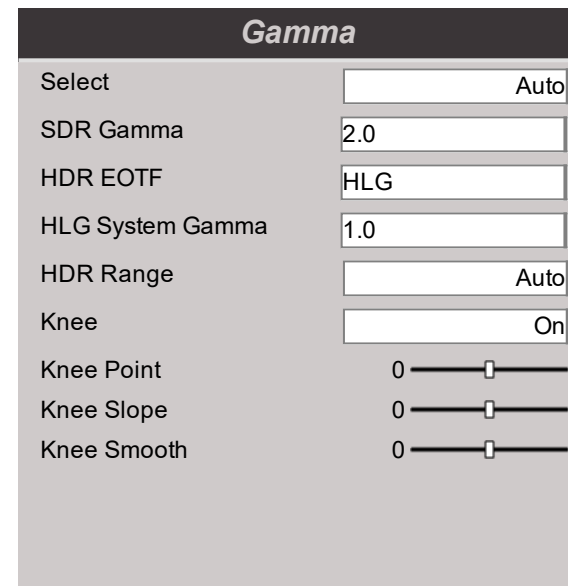 Gamma
Select Auto
SDR Gamma 2.0
HDR EOTF HLG
HLG System Gamma 1.0
HDR Range Auto
Knee On
Knee Point 0
Knee Slope 0
Knee Smooth 0